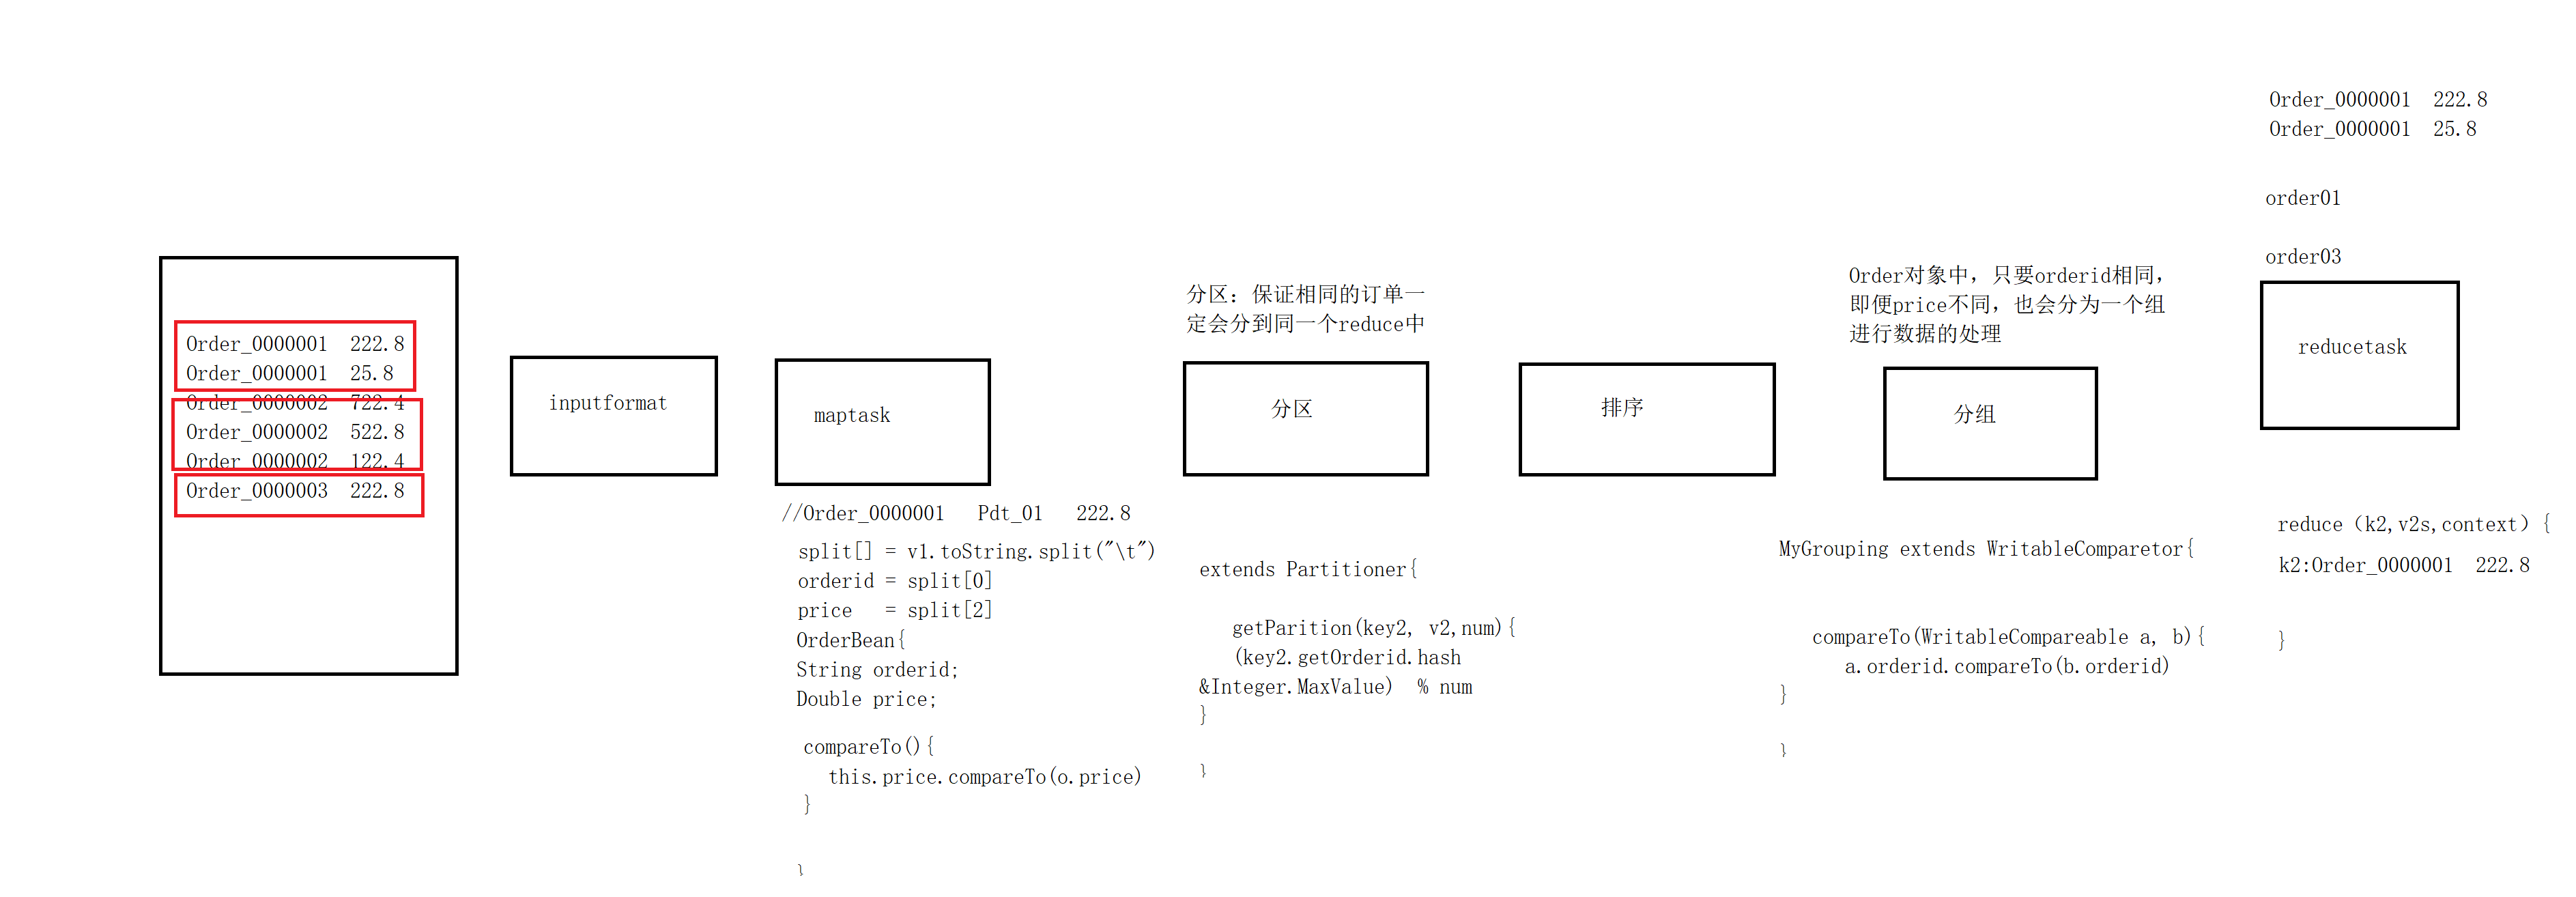 Order_0000001  222.8
Order_0000001  25.8
Order_0000002  722.4
Order_0000002  522.8
Order_0000002  122.4
Order_0000003  222.8
inputformat
maptask
//Order_0000001   Pdt_01   222.8
split[] = v1.toString.split("\t")
orderid = split[0]
price   = split[2]
OrderBean{
String orderid;
Double price;
compareTo(){
this.price.compareTo(o.price)
}
}
分区：保证相同的订单一
定会分到同一个reduce中
分区
extends Partitioner{
getParition(key2, v2,num){
(key2.getOrderid.hash
&Integer.MaxValue)  % num
}
}
排序
Order对象中，只要orderid相同，
即便price不同，也会分为一个组
进行数据的处理
分组
MyGrouping extends WritableComparetor{
compareTo(WritableCompareable a, b){
a.orderid.compareTo(b.orderid)
}
}
Order_0000001  222.8
Order_0000001  25.8
order01
order03
reducetask
reduce（k2,v2s,context）{
k2:Order_0000001  222.8
}